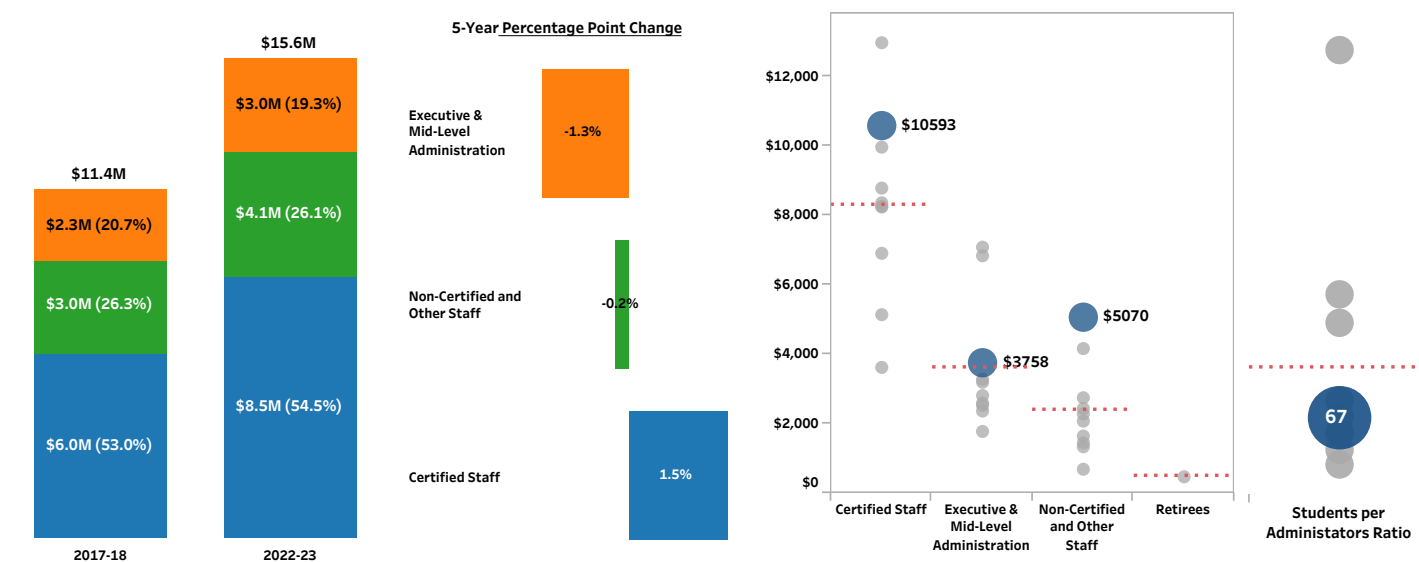 $11.4M
$2.3M (20.7%)
$3.0M (26.3%)
$6.0M (53.0%)
2017-18
$15.6M
$3.0M (19.3%)
$4.1M (26.1%)
$8.5M (54.5%)
2022-23
5-Year Percentage Point Change
Executive &
Mid-Level
Administration
-1.3%
Non-Certified and
Other Staff
-0.2%
Certified Staff
1.5%
$12,000
$10,000
$8,000
$6,000
$4,000
$2,000
$0
$10593
$3758
$5070
Certified Staff
Executive &
Mid-Level
Administration
Non-Certified
and Other
Staff
Retirees
67
Students per
Administators Ratio